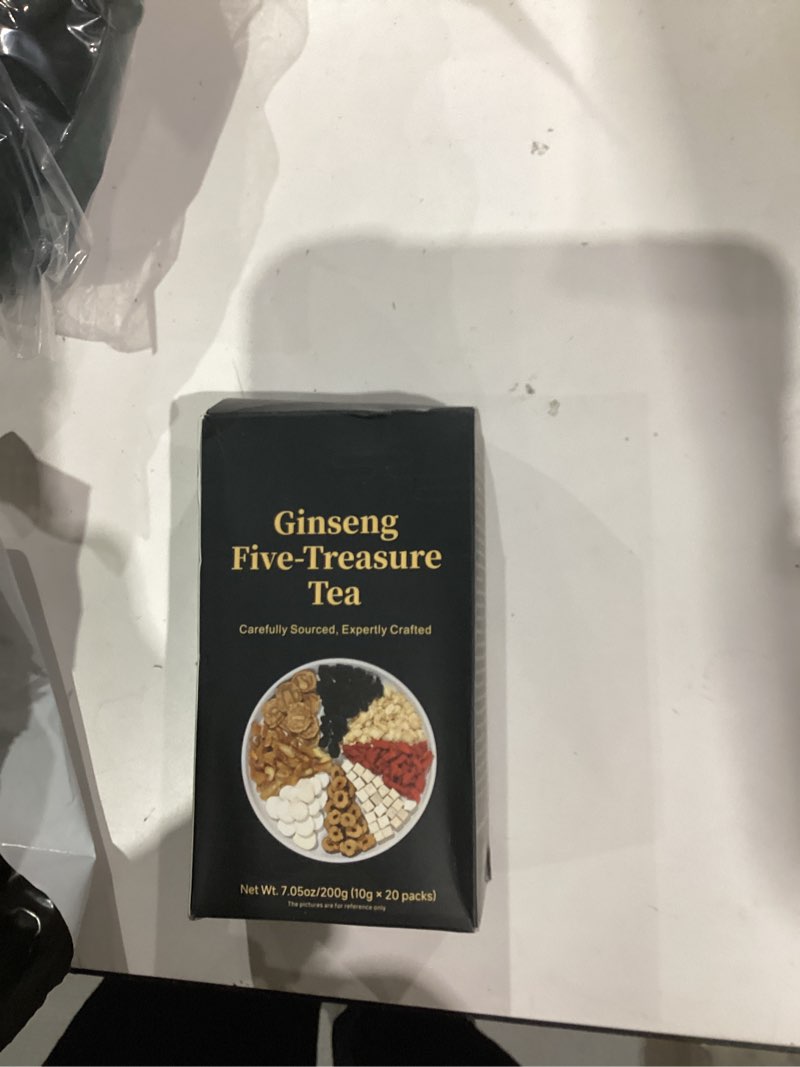 Ginseng
Five-Treasure
Tea
Carefully Sourced, Expertly Crafted
Net Wt. 7.05oz/200g (10g × 20 packs)
The pictures are for reference only